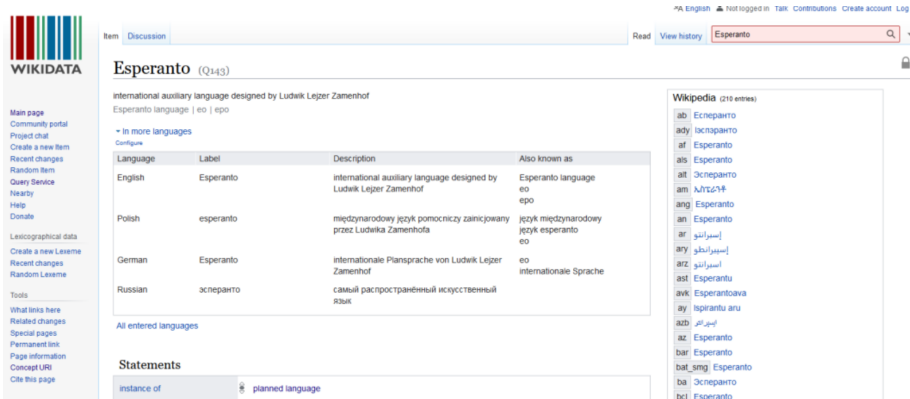 English Not logged in Talk Contributions Create account Log
WIKIDATA
Item Discussion
Read View history Esperanto
Esperanto (Q143)
international auxiliary language designed by Ludwik Lejzer Zamenhof
Esperanto language | eo | epo
In more languages
Configure
Language Label Description Also known as
English Esperanto international auxiliary language designed by Esperanto language
Ludwik Lejzer Zamenhof eo
epo
Polish esperanto międzynarodowy język pomocniczy zainicjowany język międzynarodowy
przez Ludwika Zamenhofa język esperanto
eo
German Esperanto internationale Plansprache von Ludwik Lejzer eo
Zamenhof internationale Sprache
Russian эсперанто самый распространённый искусственный
язык
All entered languages
Statements
instance of planned language
Main page
Community portal
Project chat
Create a new Item
Recent changes
Random Item
Query Service
Nearby
Help
Donate
Lexicographical data
Create a new Lexeme
Recent changes
Random Lexeme
Tools
What links here
Related changes
Special pages
Permanent link
Page information
Concept URI
Cite this page
Wikipedia (210 entries)
ab Есперанто
ady
af Esperanto
als Esperanto
alt Эсперанто
am
ang Esperanto
an Esperanto
ar إسبرانتو
ary إسپيرانطو
arz اسبرانتو
ast Esperantu
avk Esperantoava
ay Ispirantu aru
azb
az Esperanto
bar Esperanto
bat_smg Esperanto
ba Эсперанто
bcl Esperanto